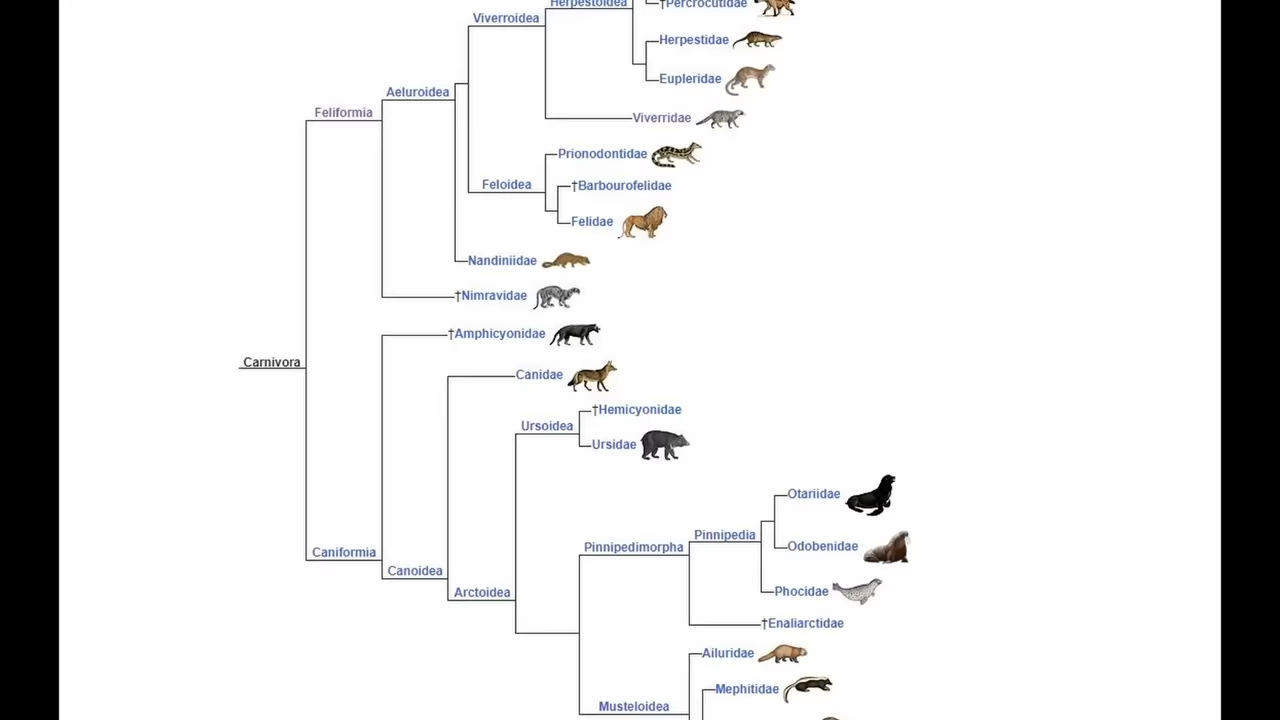 Herpestoidea
†Percrocutidae
Viverroidea
Herpestidae
Eupleridae
Aeluroidea
Feliformia
Viverridae
Prionodontidae
Feloidea
†Barbourofelidae
Felidae
Nandiniidae
†Nimravidae
†Amphicyonidae
Carnivora
Canidae
†Hemicyonidae
Ursoidea
Ursidae
Otariidae
Pinnipedia
Pinnipedimorpha
Odobenidae
Caniformia
Canoidea
Arctoidea
Phocidae
†Enaliarctidae
Ailuridae
Mephitidae
Musteloidea